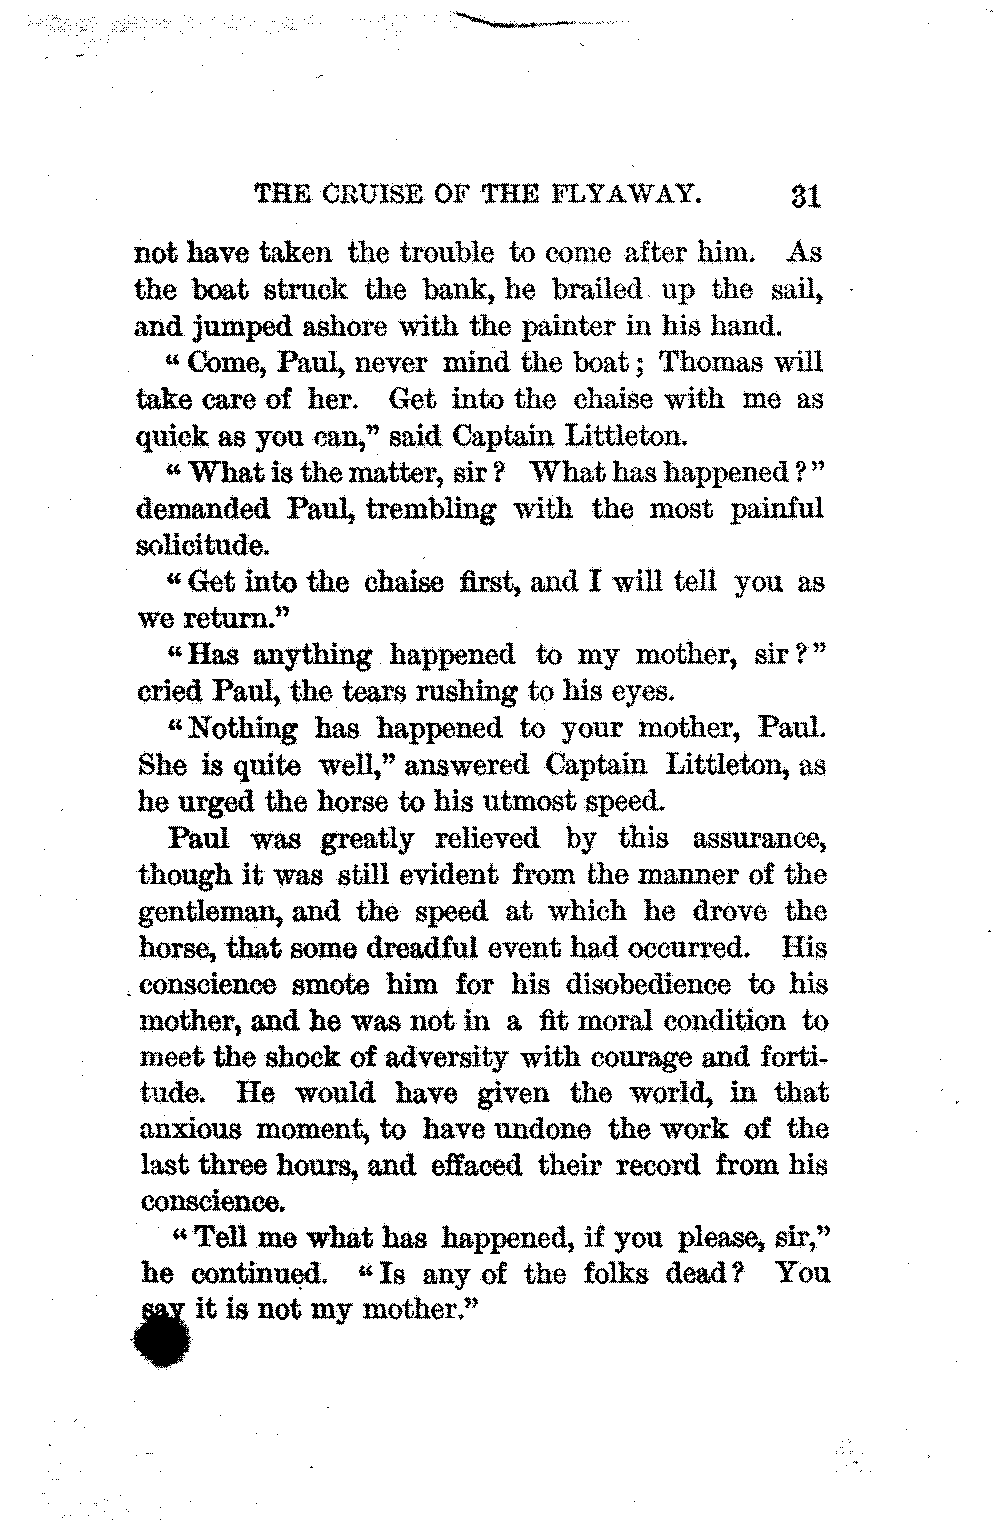 THE CRUISE OF THE FLYAWAY. 31
not have taken the trouble to come after him. As
the boat struck the bank, he brailed up the sail,
and jumped ashore with the painter in his hand.
“Come, Paul, never mind the boat; Thomas will
take care of her. Get into the chaise with me as
quick as you can,” said Captain Littleton.
“What is the matter, sir? What has happened?”
demanded Paul, trembling with the most painful
solicitude.
“Get into the chaise first, and I will tell you as
we return.”
“Has anything happened to my mother, sir?”
cried Paul, the tears rushing to his eyes.
“Nothing has happened to your mother, Paul.
She is quite well,” answered Captain Littleton, as
he urged the horse to his utmost speed.
Paul was greatly relieved by this assurance,
though it was still evident from the manner of the
gentleman, and the speed at which he drove the
horse, that some dreadful event had occurred. His
conscience smote him for his disobedience to his
mother, and he was not in a fit moral condition to
meet the shock of adversity with courage and forti-
tude. He would have given the world, in that
anxious moment, to have undone the work of the
last three hours, and effaced their record from his
conscience.
“Tell me what has happened, if you please, sir,”
he continued. “Is any of the folks dead? You
say it is not my mother.”